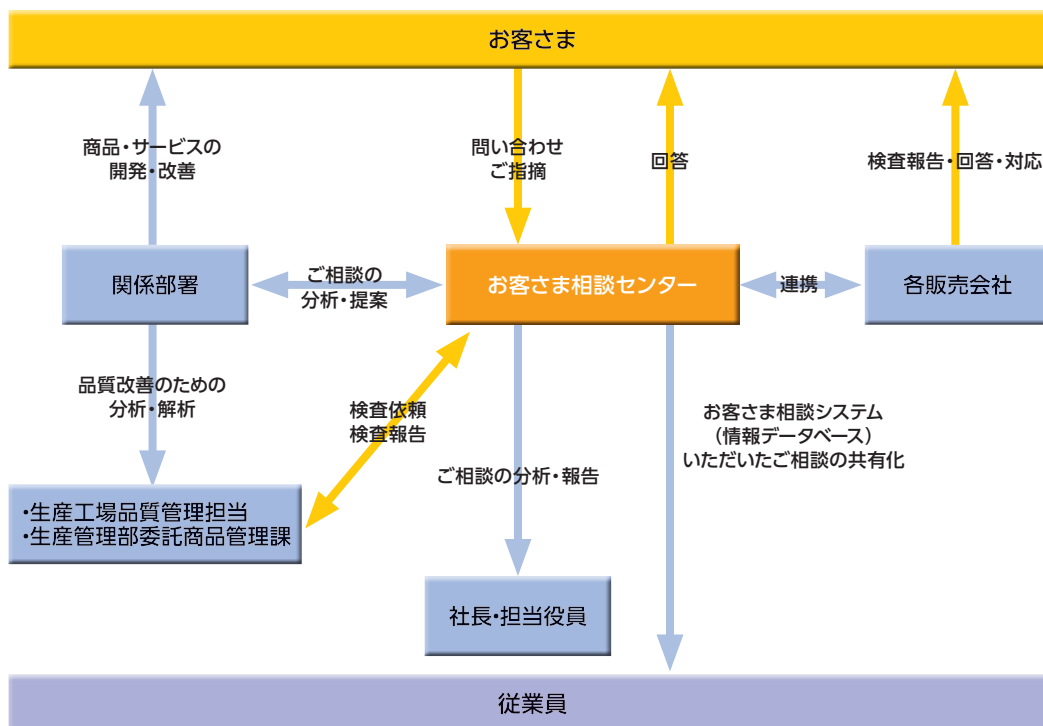 お客さま
商品・サービスの
開発・改善
問い合わせ
ご指摘
回答
検査報告・回答・対応
関係部署
ご相談の
分析・提案
お客さま相談センター
連携
各販売会社
品質改善のための
分析・解析
検査依頼
検査報告
お客さま相談システム
（情報データベース）
いただいたご相談の共有化
ご相談の分析・報告
・生産工場品質管理担当
・生産管理部委託商品管理課
社長・担当役員
従業員